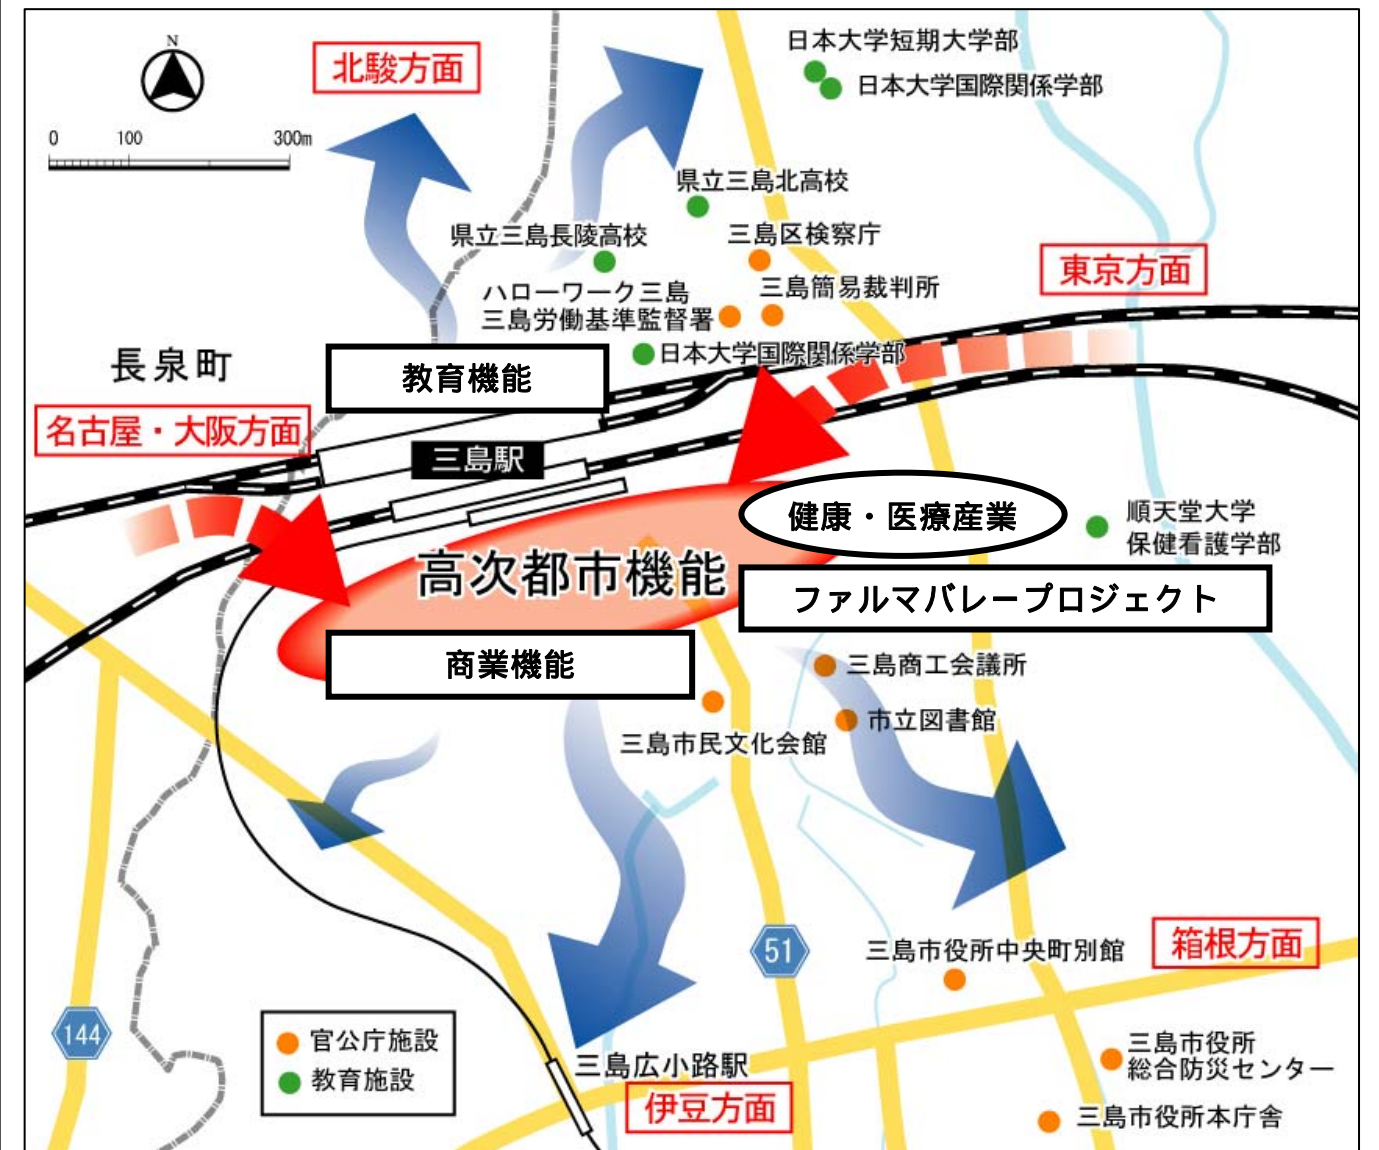 N
0 100 300m
北駿方面
日本大学短期大学部
日本大学国際関係学部
県立三島北高校
県立三島長陵高校
三島区検察庁
東京方面
ハローワーク三島
三島労働基準監督署
三島簡易裁判所
日本大学国際関係学部
長泉町
教育機能
名古屋・大阪方面
三島駅
健康・医療産業
順天堂大学
保健看護学部
高次都市機能
ファルマバレープロジェクト
商業機能
三島商工会議所
市立図書館
三島市民文化会館
51
三島市役所中央町別館
箱根方面
144
官公庁施設
教育施設
三島広小路駅
伊豆方面
三島市役所
総合防災センター
三島市役所本庁舎